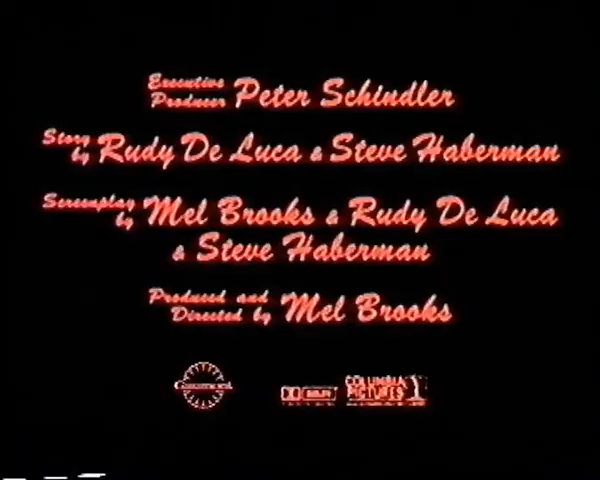 Executive
Producer Peter Schindler
Story
by Rudy De Luca & Steve Haberman
Screenplay
by Mel Brooks & Rudy De Luca
& Steve Haberman
Produced and
Directed by Mel Brooks
COLUMBIA
PICTURES